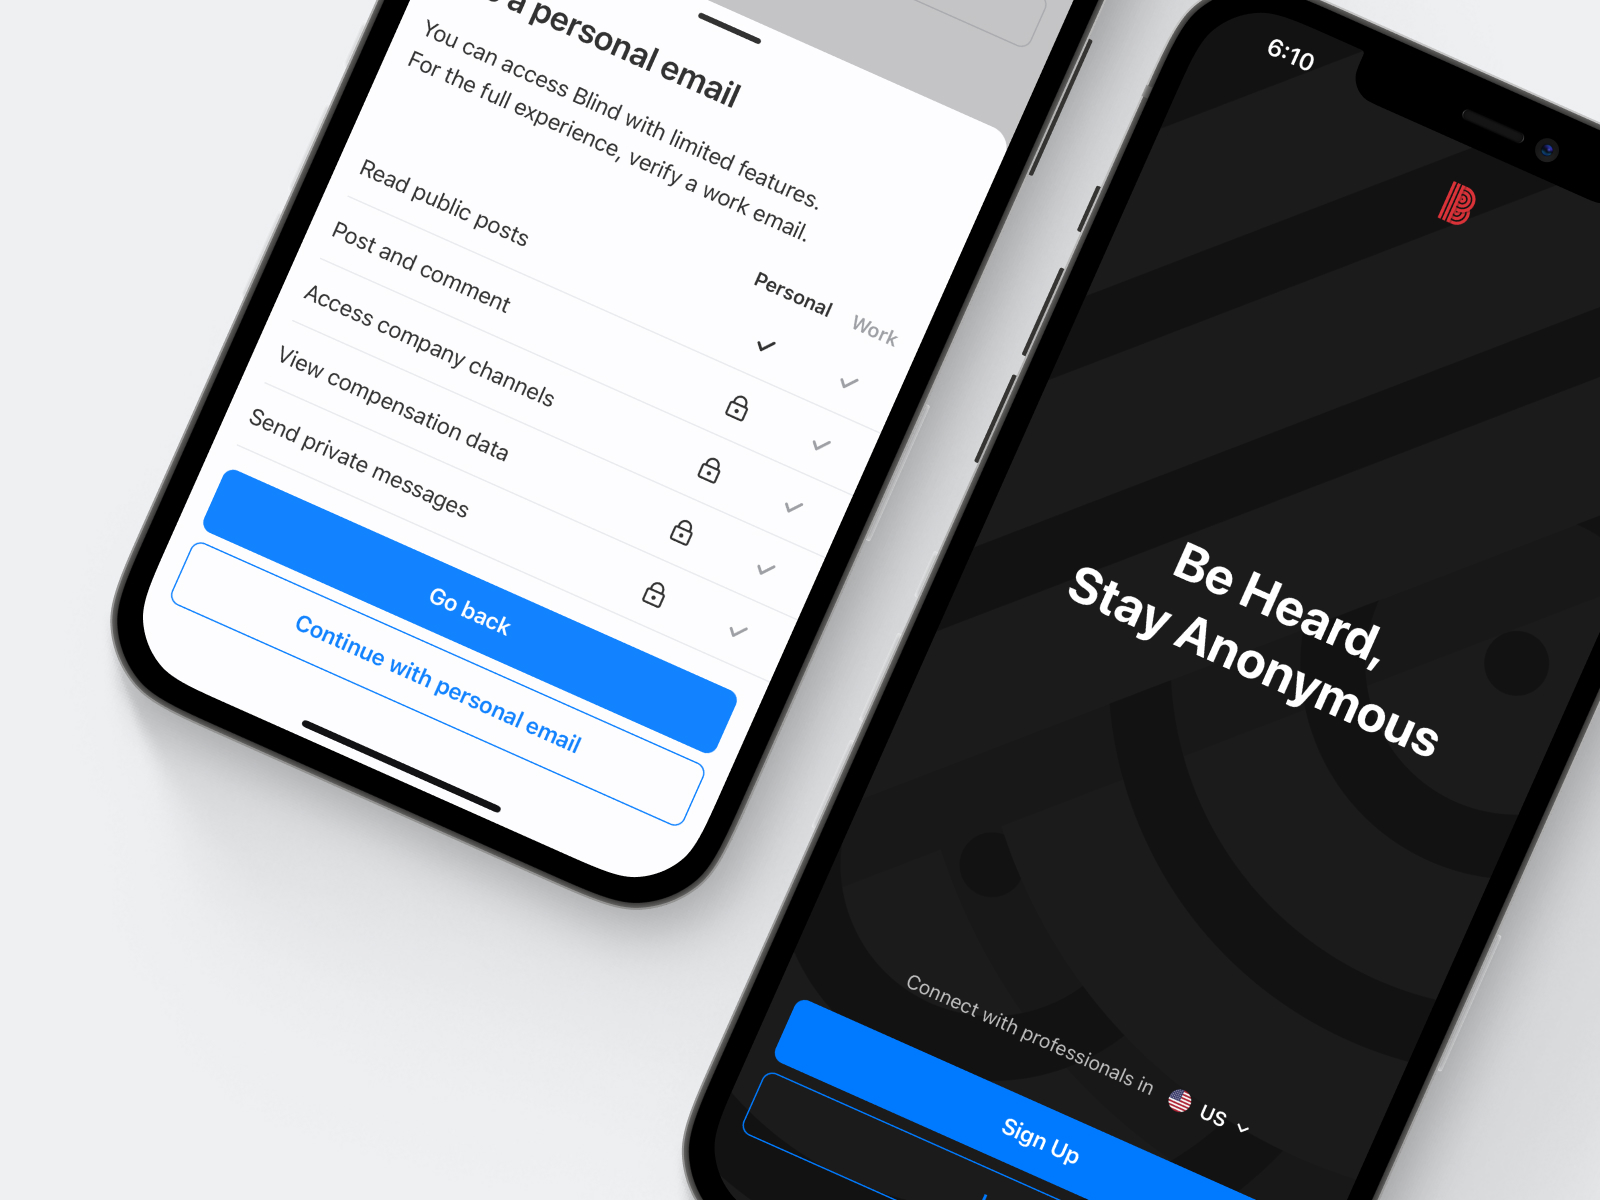 a personal email
You can access Blind with limited features.
For the full experience, verify a work email.
Personal Work
Read public posts
Post and comment
Access company channels
View compensation data
Send private messages
Go back
Continue with personal email
6:10
Be Heard,
Stay Anonymous
Connect with professionals in US
Sign Up